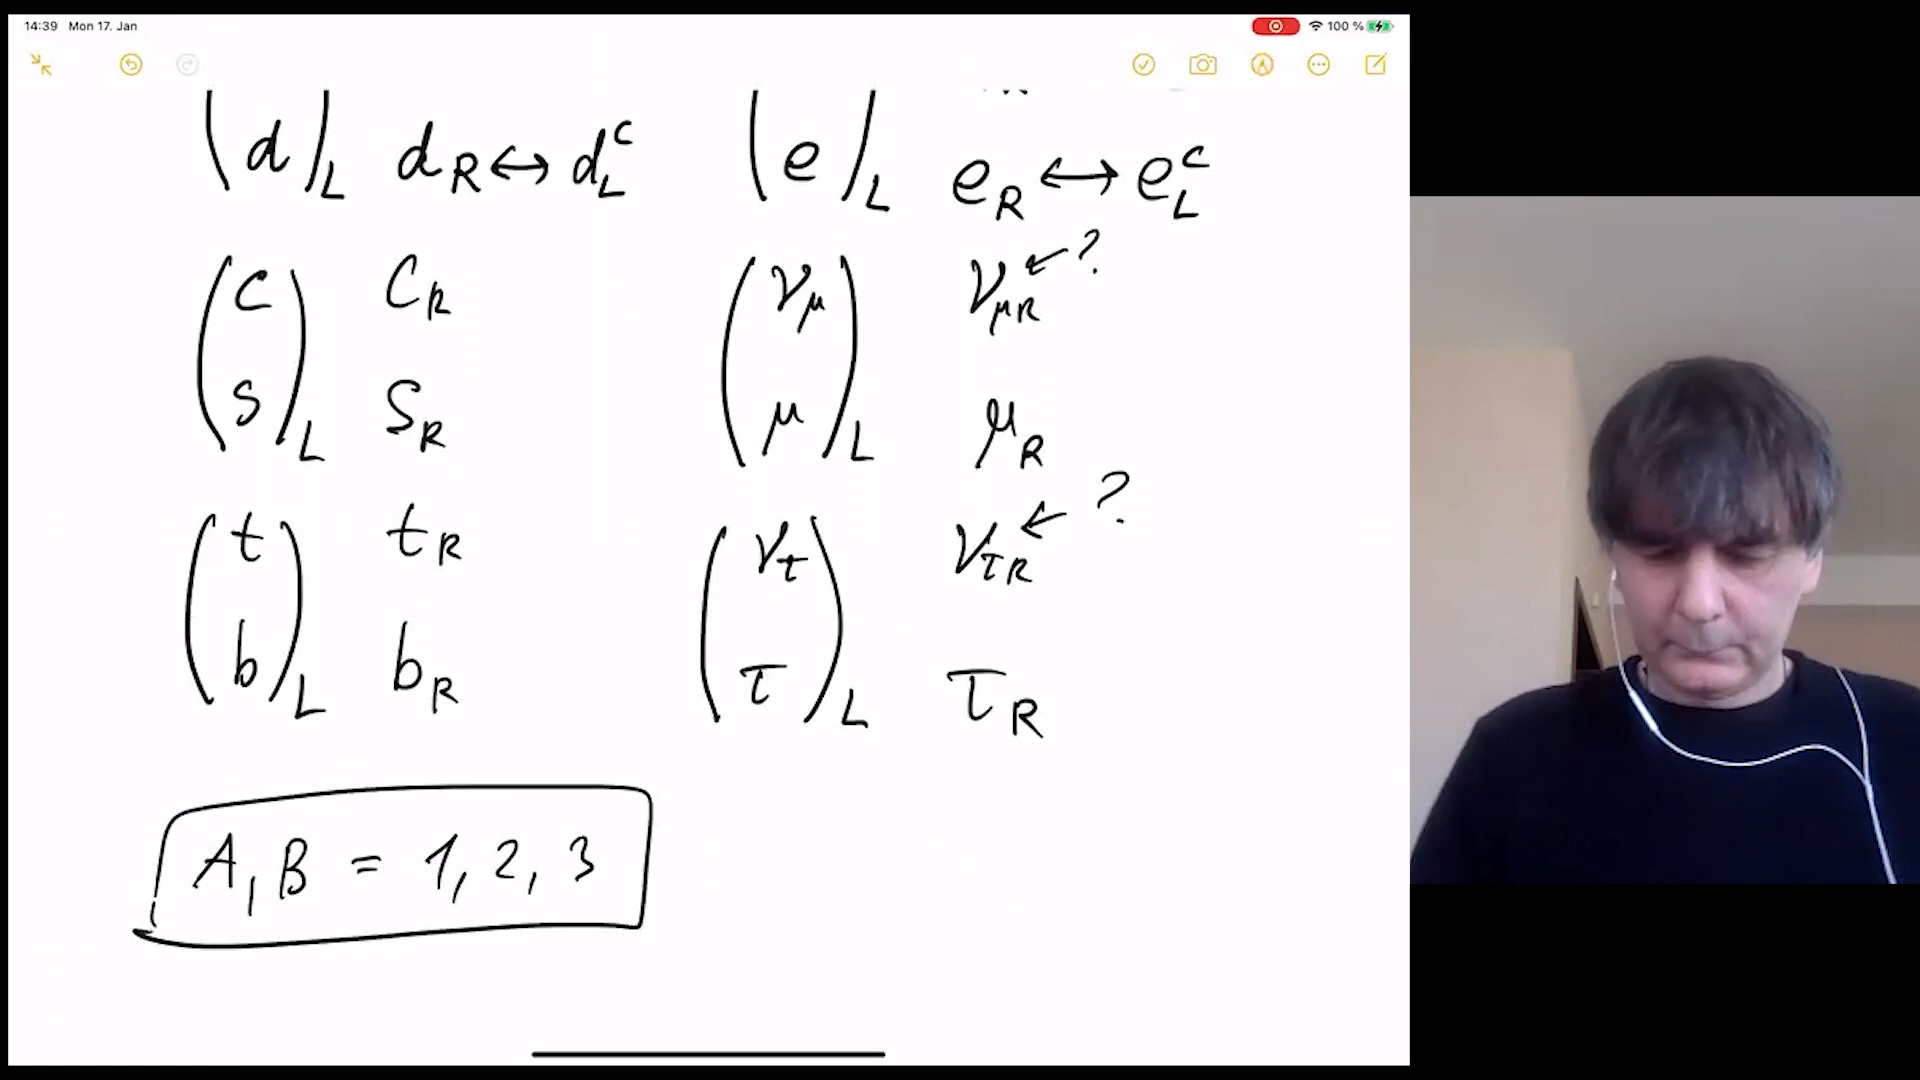 14:39 Mon 17. Jan 100 %
(d)_L d_R ↔ d_L^c (e)_L e_R ↔ e_L^c
(c C_R (ν_μ ν_μR ← ?
s)_L S_R μ)_L μ_R
(t t_R (ν_τ ν_τR ← ?
b)_L b_R τ)_L τ_R
A, B = 1, 2, 3